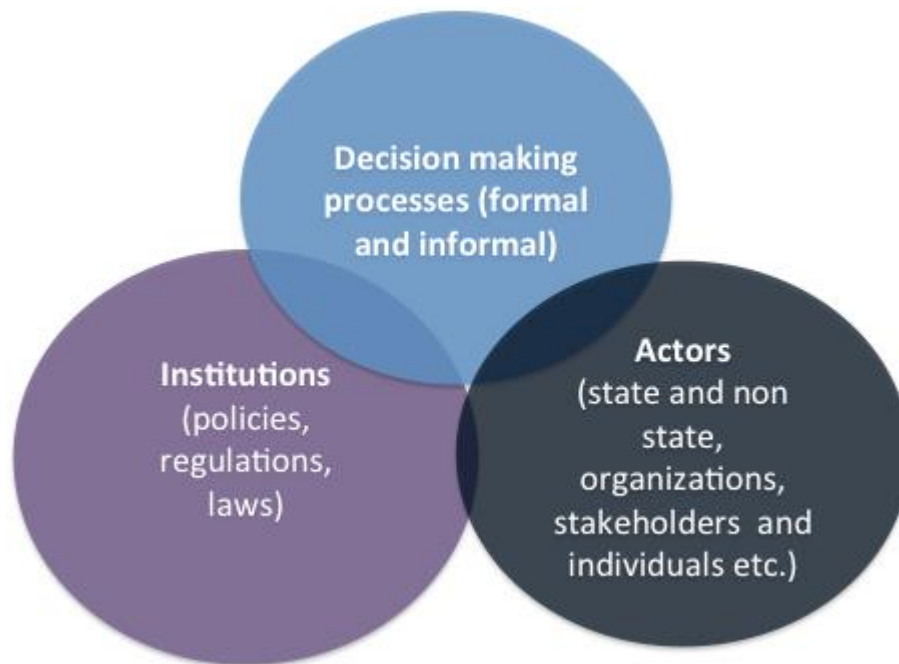 Decision making
processes (formal
and informal)
Institutions
(policies,
regulations,
laws)
Actors
(state and non
state,
organizations,
stakeholders and
individuals etc.)